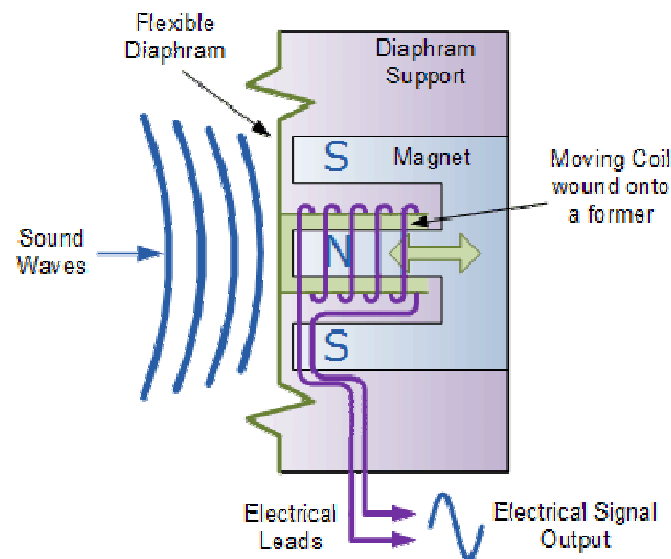 Flexible
Diaphram
Diaphram
Support
S
Magnet
Moving Coil
wound onto
a former
Sound
Waves
N
S
Electrical
Leads
Electrical Signal
Output